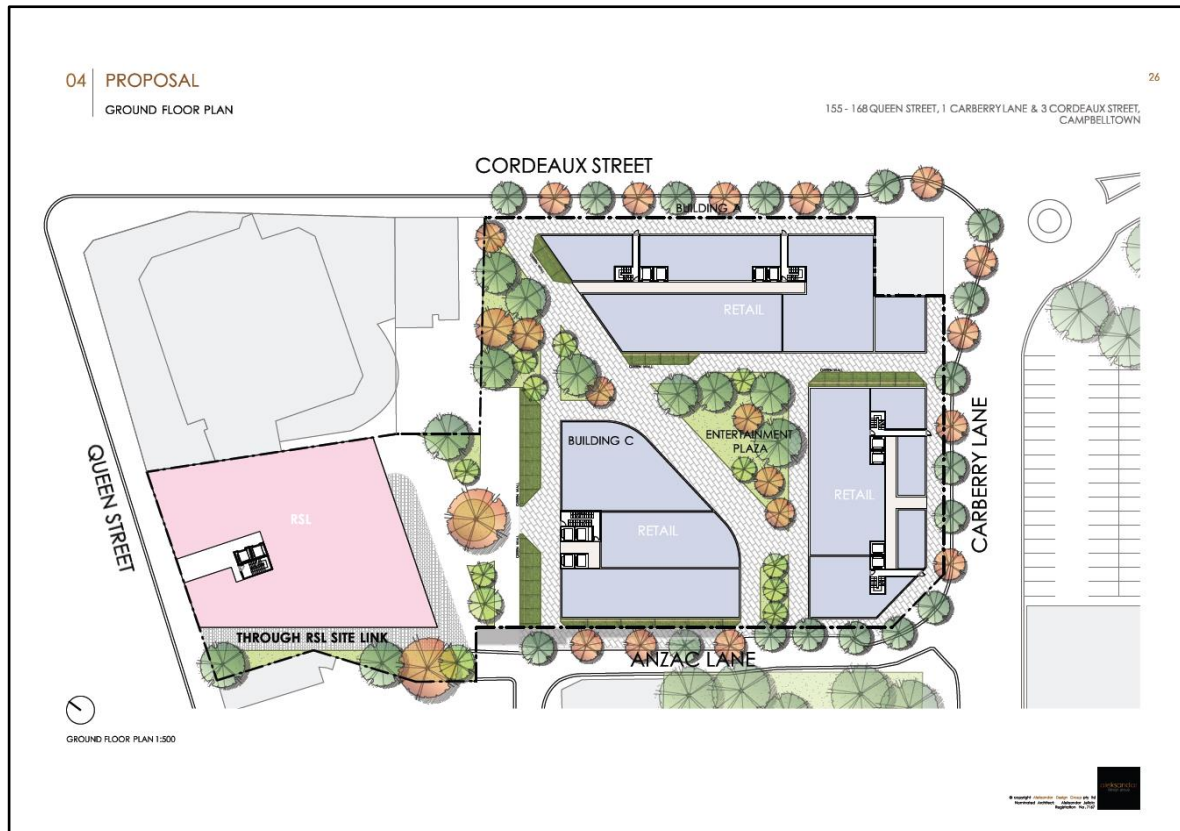 04 PROPOSAL
GROUND FLOOR PLAN
26
155 - 168 QUEEN STREET, 1 CARBERRY LANE & 3 CORDEAUX STREET,
CAMPBELLTOWN
CORDEAUX STREET
BUILDING A
RETAIL
QUEEN STREET
BUILDING C
ENTERTAINMENT
PLAZA
RETAIL
CARBERRY LANE
RSL
RETAIL
THROUGH RSL SITE LINK
ANZAC LANE
GROUND FLOOR PLAN 1:500